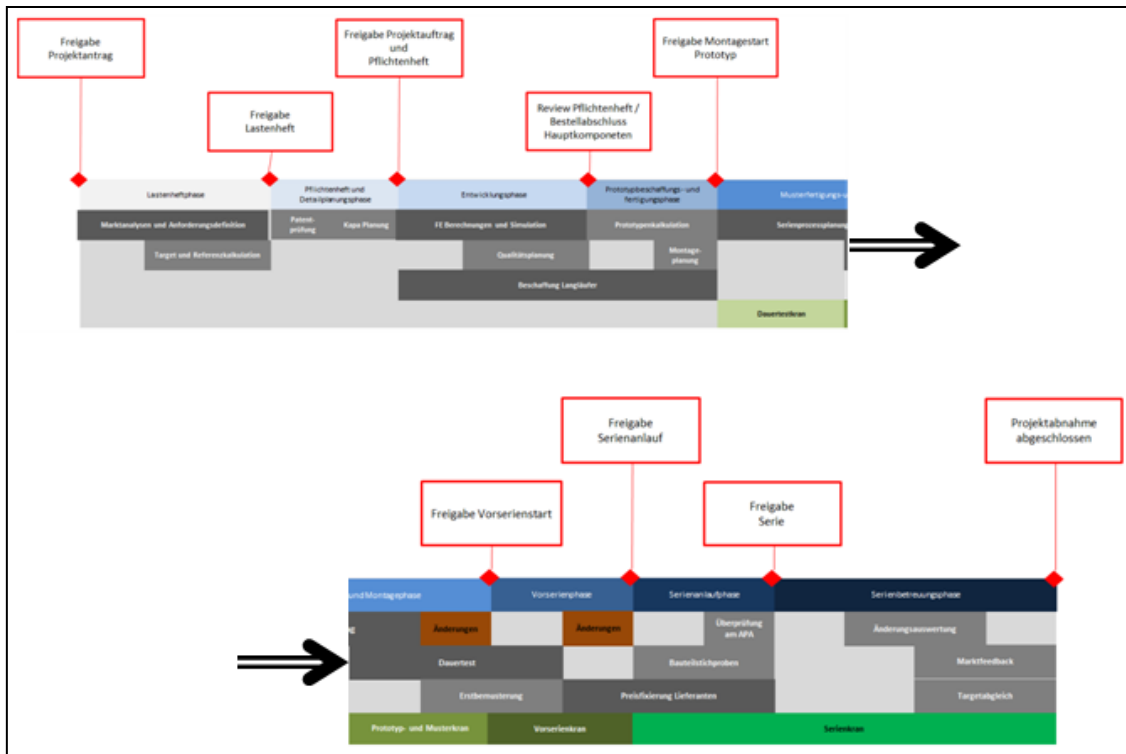 Freigabe
Projektantrag
Freigabe Projektauftrag
und
Pflichtenheft
Freigabe Montagestart
Prototyp
Freigabe
Lastenheft
Review Pflichtenheft /
Bestellabschluss
Hauptkomponeten
Lastenheftphase
Pflichtenheft und
Detailplanungsphase
Entwicklungsphase
Prototypbeschaffungs- und
fertigungsphase
Musterfertigungs-u
Marktanalysen und Anforderungsdefinition
Patent-
prüfung
Kapa Planung
FE Berechnungen und Simulation
Prototypenkalkulation
Serienprozessplanung
Target und Referenzkalkulation
Qualitätsplanung
Montage-
planung
Beschaffung Langläufer
Dauertestkran
Freigabe
Serienanlauf
Projektabnahme
abgeschlossen
Freigabe Vorserienstart
Freigabe
Serie
und Montagephase
Vorserienphase
Serienanlaufphase
Serienbetreuungsphase
g
Änderungen
Änderungen
Überprüfung
am APA
Änderungsauswertung
Dauertest
Bauteilstichproben
Marktfeedback
Erstbemusterung
Preisfixierung Lieferanten
Targetabgleich
Prototyp- und Musterkran
Vorserienkran
Serienkran